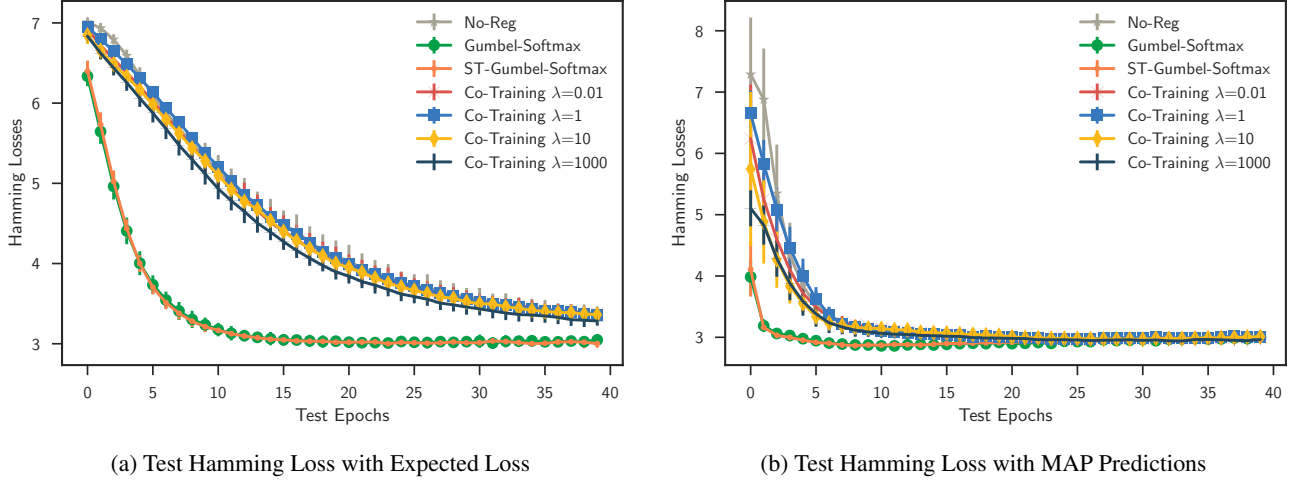 7
6
5
4
3
Hamming Losses
0 5 10 15 20 25 30 35 40
Test Epochs
No-Reg
Gumbel-Softmax
ST-Gumbel-Softmax
Co-Training λ=0.01
Co-Training λ=1
Co-Training λ=10
Co-Training λ=1000
(a) Test Hamming Loss with Expected Loss
8
7
6
5
4
3
Hamming Losses
0 5 10 15 20 25 30 35 40
Test Epochs
No-Reg
Gumbel-Softmax
ST-Gumbel-Softmax
Co-Training λ=0.01
Co-Training λ=1
Co-Training λ=10
Co-Training λ=1000
(b) Test Hamming Loss with MAP Predictions